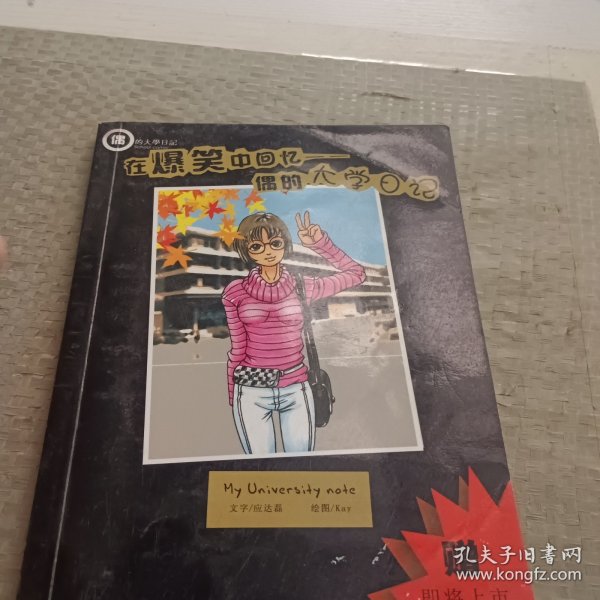 偶
的大學日記
在爆笑中回忆——
偶的大学日记
My University note
文字/应达磊 绘图/Kay
即将上市
孔夫子旧书网
www.kongfz.com